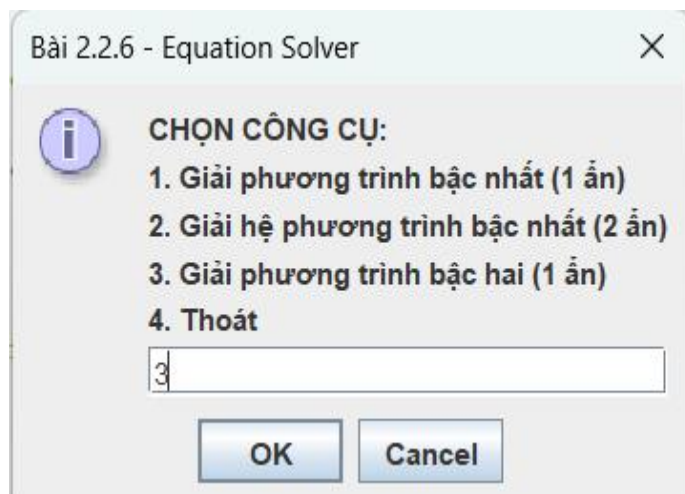 Bài 2.2.6 - Equation Solver
CHỌN CÔNG CỤ:
1. Giải phương trình bậc nhất (1 ẩn)
2. Giải hệ phương trình bậc nhất (2 ẩn)
3. Giải phương trình bậc hai (1 ẩn)
4. Thoát
3
OK
Cancel